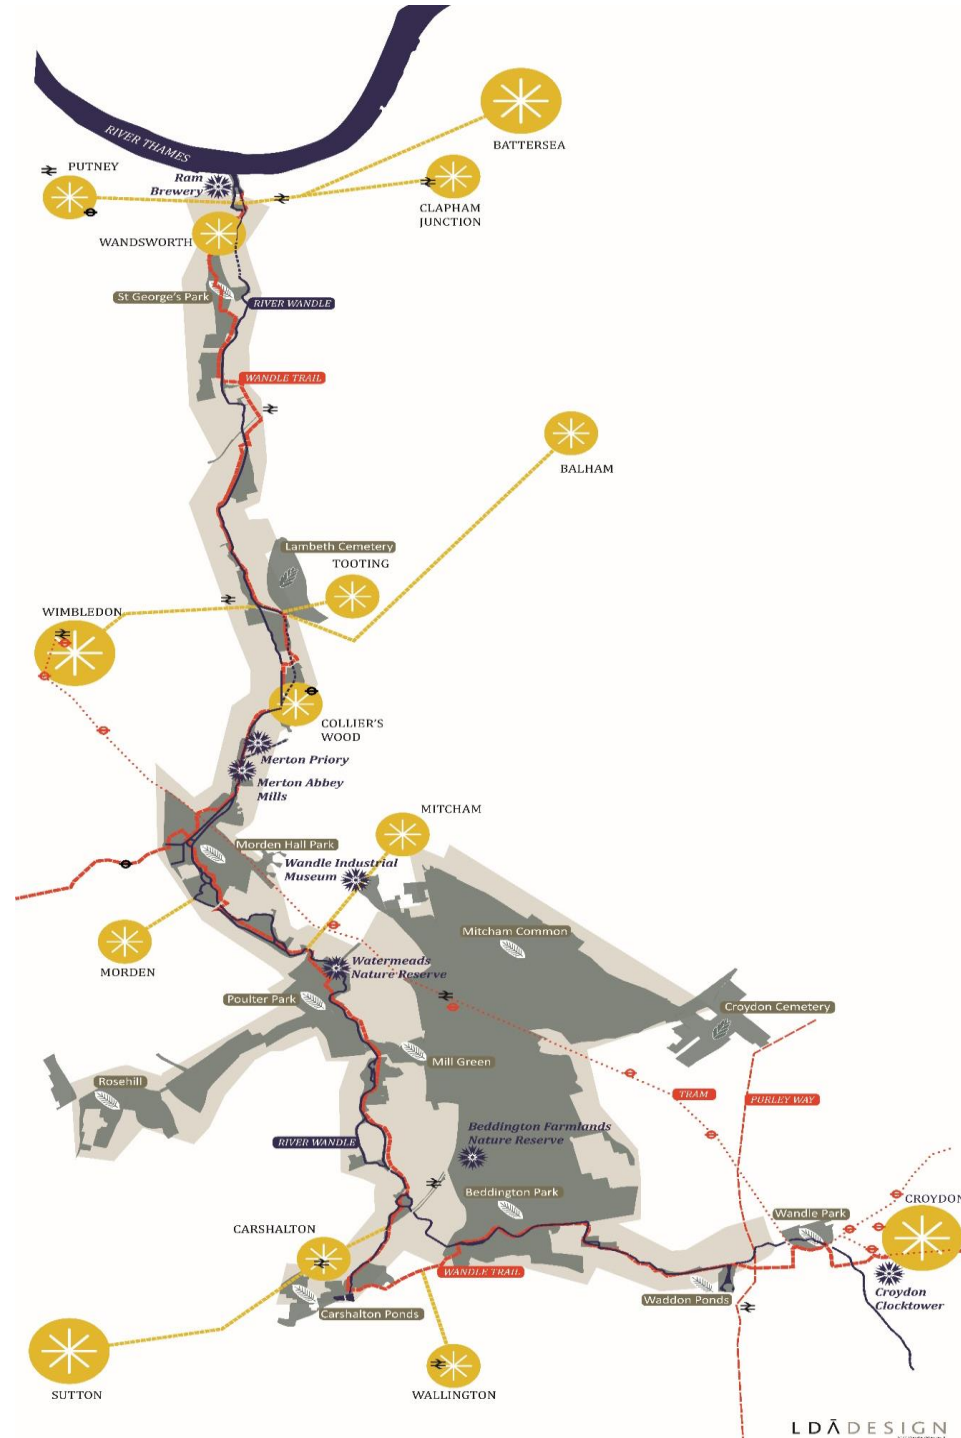 RIVER THAMES
BATTERSEA
PUTNEY
Ram
Brewery
CLAPHAM
JUNCTION
WANDSWORTH
St George's Park
RIVER WANDLE
WANDLE TRAIL
BALHAM
Lambeth Cemetery
TOOTING
WIMBLEDON
COLLIER'S
WOOD
Merton Priory
Merton Abbey
Mills
MITCHAM
Morden Hall Park
Wandle Industrial
Museum
Mitcham Common
MORDEN
Watermeads
Nature Reserve
Poulter Park
Croydon Cemetery
Mill Green
Rosehill
TRAM
PURLEY WAY
RIVER WANDLE
Beddington Farmlands
Nature Reserve
Beddington Park
CROYDON
Wandle Park
CARSHALTON
WANDLE TRAIL
Waddon Ponds
Croydon
Clocktower
Carshalton Ponds
SUTTON
WALLINGTON
LDĀDESIGN